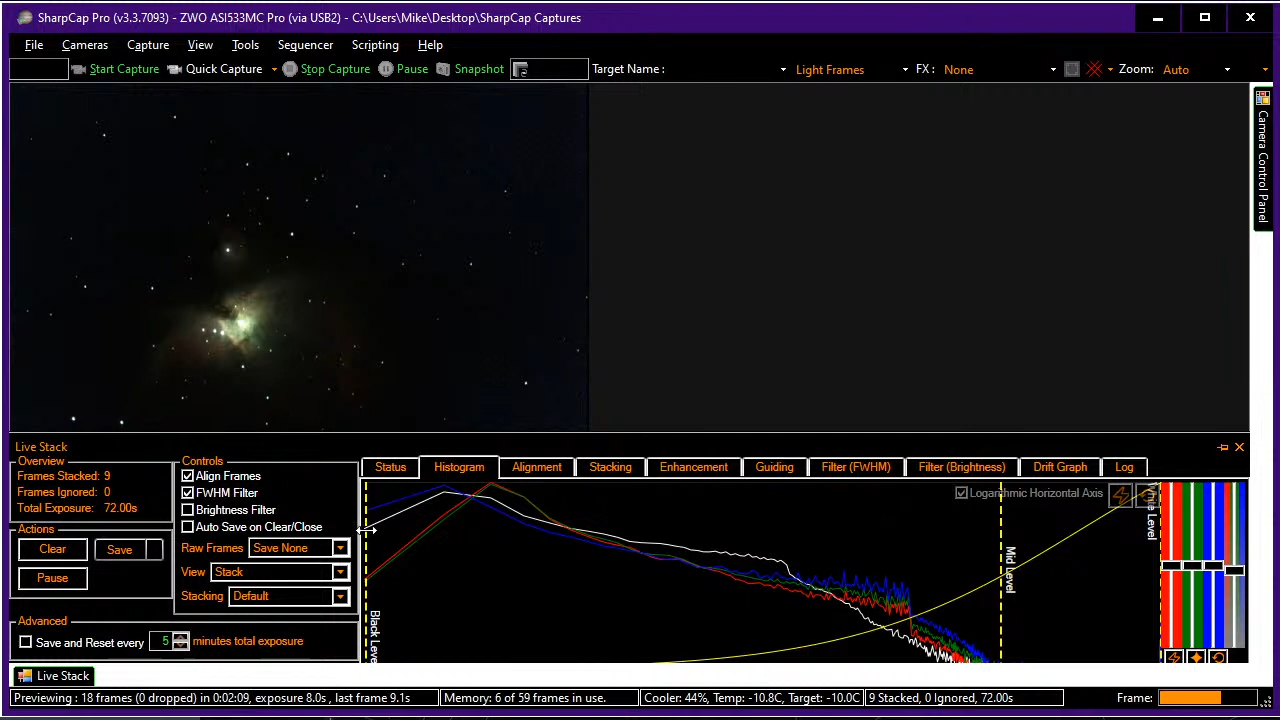 SharpCap Pro (v3.3.7093) - ZWO ASI533MC Pro (via USB2) - C:\Users\Mike\Desktop\SharpCap Captures
File Cameras Capture View Tools Sequencer Scripting Help
Start Capture Quick Capture Stop Capture Pause Snapshot Target Name : Light Frames FX : None Zoom: Auto
Camera Control Panel
Live Stack
Overview
Frames Stacked: 9
Frames Ignored: 0
Total Exposure: 72.00s
Actions
Clear Save
Pause
Controls
Align Frames
FWHM Filter
Brightness Filter
Auto Save on Clear/Close
Raw Frames Save None
View Stack
Stacking Default
Advanced
Save and Reset every 5 minutes total exposure
Status Histogram Alignment Stacking Enhancement Guiding Filter (FWHM) Filter (Brightness) Drift Graph Log
Logarithmic Horizontal Axis
Mid Level
Live Stack
Previewing : 18 frames (0 dropped) in 0:02:09, exposure 8.0s, last frame 9.1s Memory: 6 of 59 frames in use. Cooler: 44%, Temp: -10.8C, Target: -10.0C 9 Stacked, 0 Ignored, 72.00s Frame: